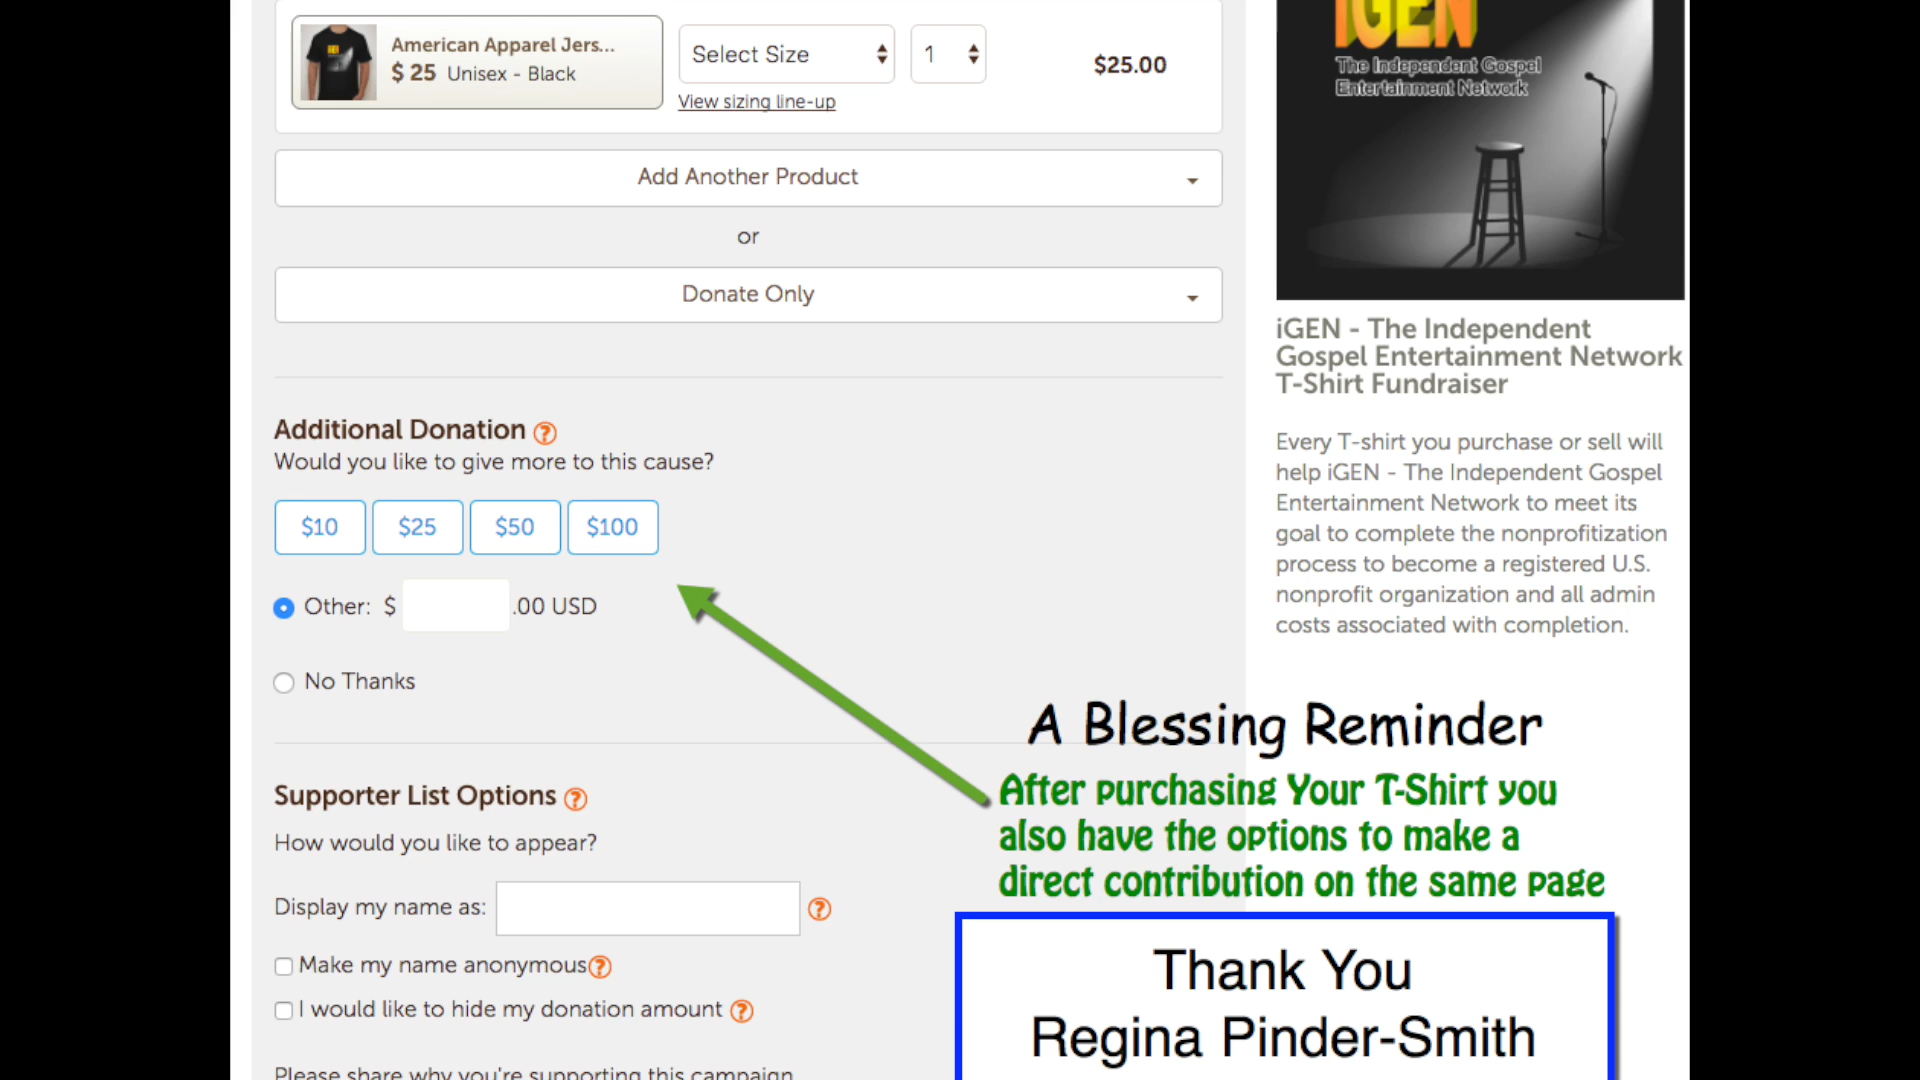 American Apparel Jers...
$ 25 Unisex - Black
Select Size
1
$25.00
View sizing line-up
Add Another Product
or
Donate Only
Additional Donation ?
Would you like to give more to this cause?
$10 $25 $50 $100
Other: $ .00 USD
No Thanks
Supporter List Options ?
How would you like to appear?
Display my name as: ?
Make my name anonymous ?
I would like to hide my donation amount ?
Please share why you're supporting this campaign
iGEN
The Independent Gospel
Entertainment Network
iGEN - The Independent
Gospel Entertainment Network
T-Shirt Fundraiser
Every T-shirt you purchase or sell will
help iGEN - The Independent Gospel
Entertainment Network to meet its
goal to complete the nonprofitization
process to become a registered U.S.
nonprofit organization and all admin
costs associated with completion.
A Blessing Reminder
After purchasing Your T-Shirt you
also have the options to make a
direct contribution on the same page
Thank You
Regina Pinder-Smith